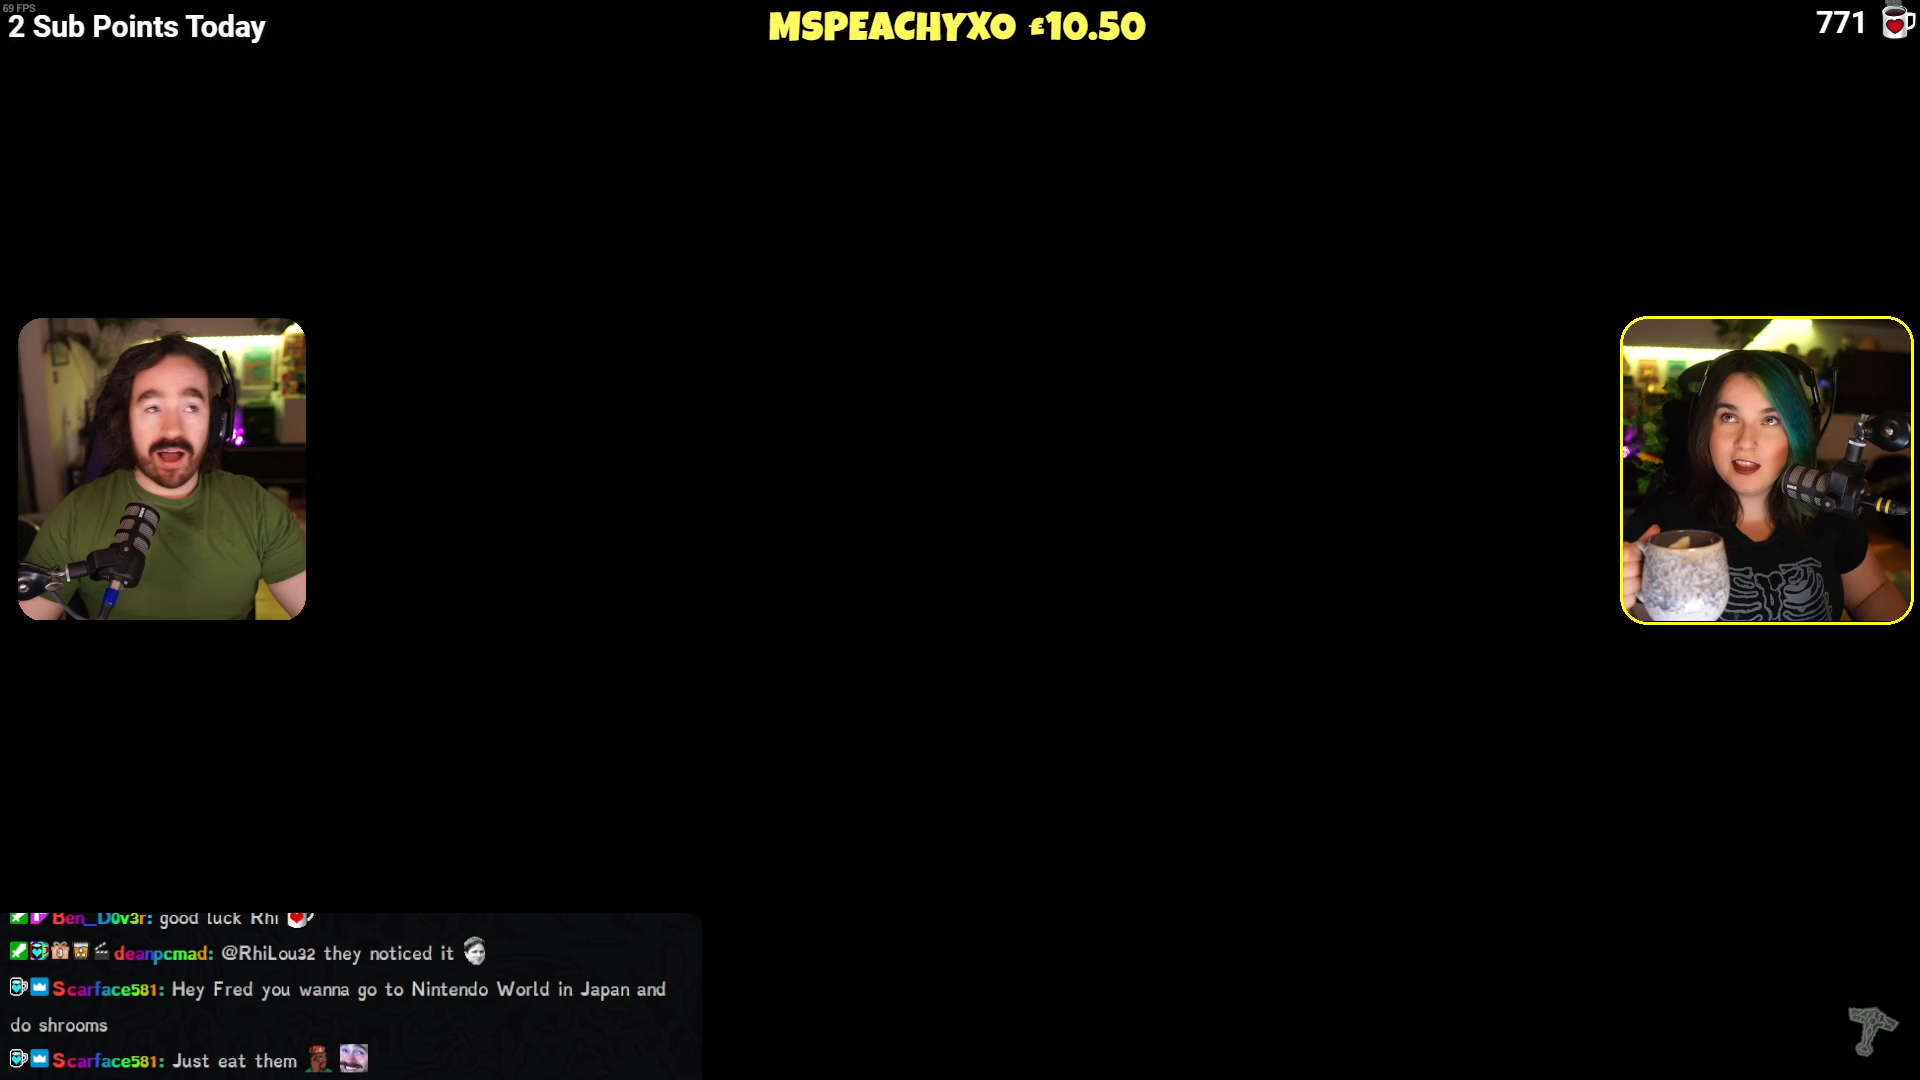 69 FPS
2 Sub Points Today
MSPEACHYXO £10.50
771
Ben_D0v3r: good luck Rhi
deanpcmad: @RhiLou32 they noticed it
Scarface581: Hey Fred you wanna go to Nintendo World in Japan and
do shrooms
Scarface581: Just eat them